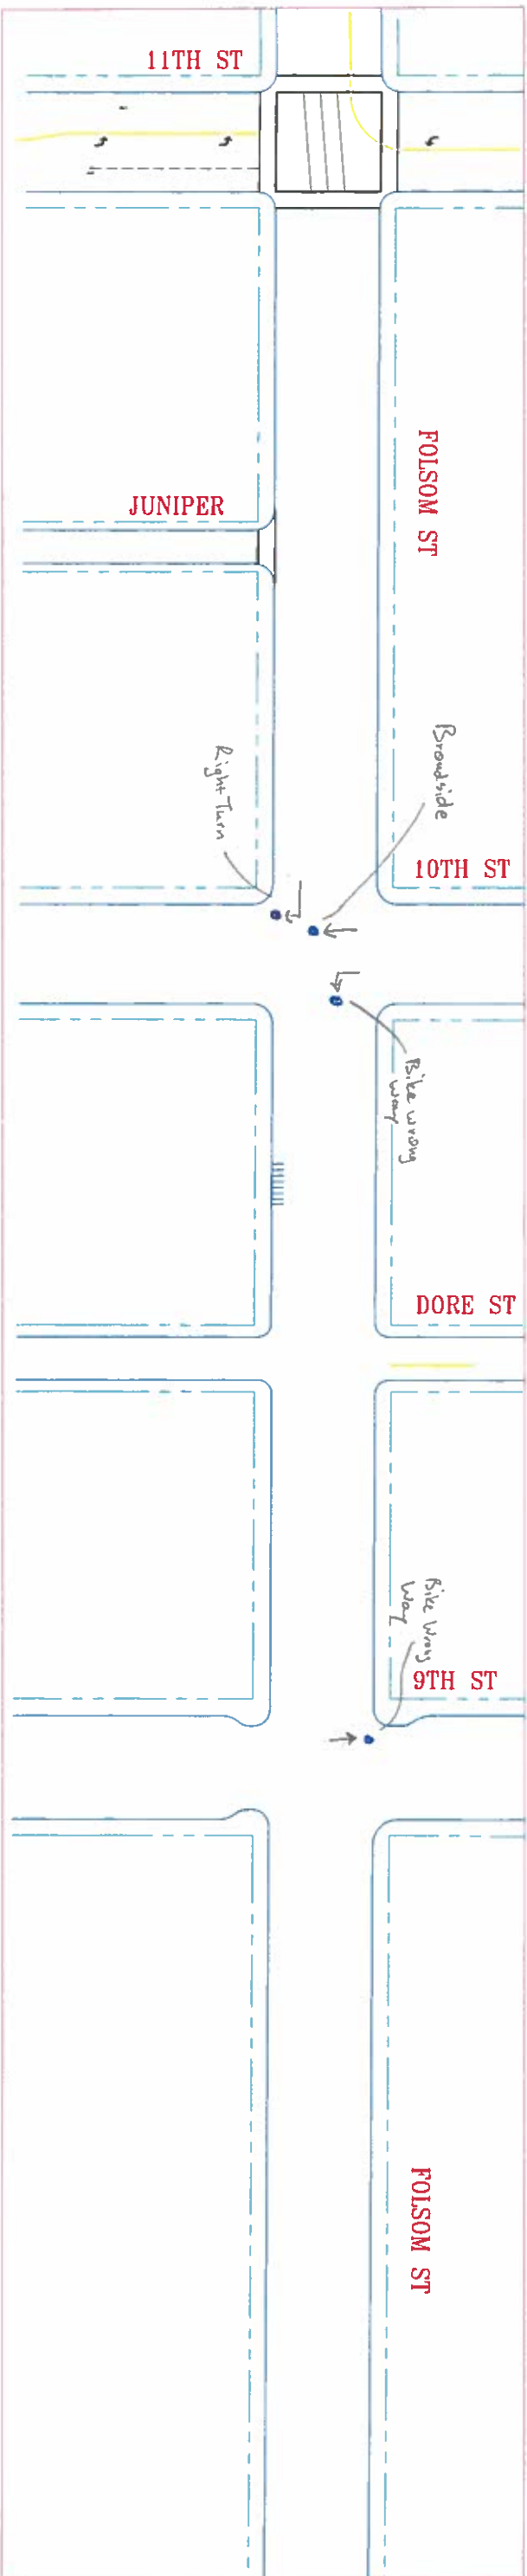 11TH ST
FOLSOM ST
JUNIPER
Broadside
Right Turn
10TH ST
Bike wrong
way
DORE ST
Bike Wrong
Way
9TH ST
FOLSOM ST